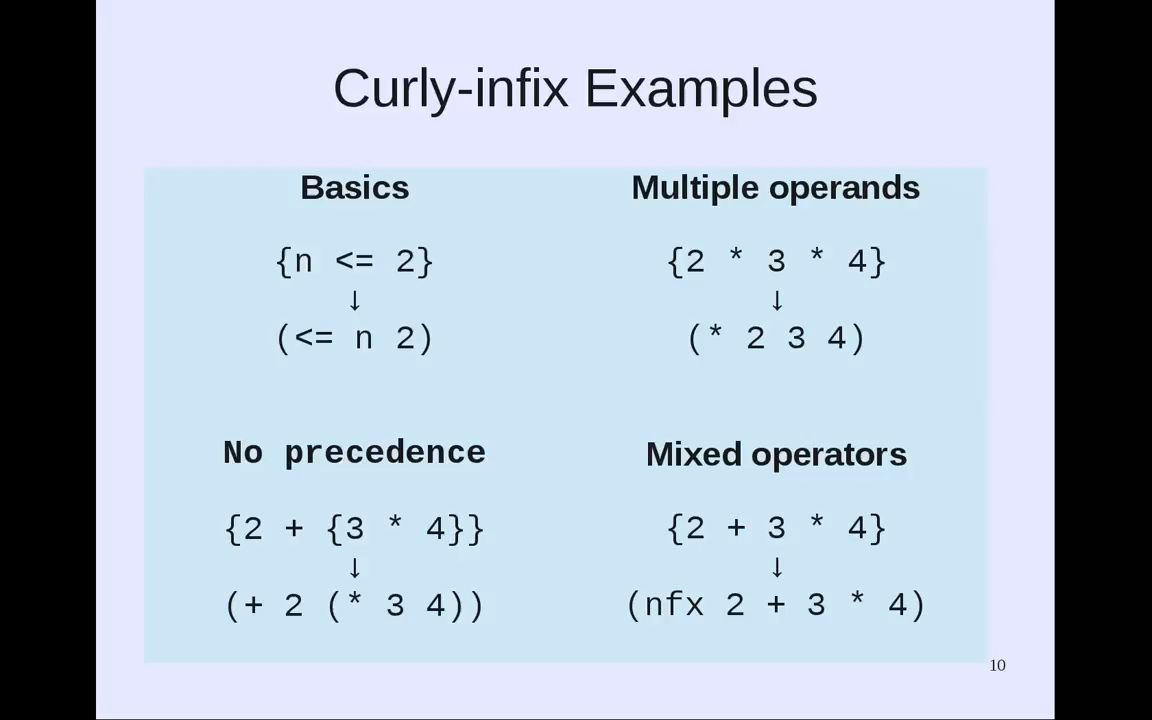 Curly-infix Examples
Basics
{n <= 2}
↓
(<= n 2)
Multiple operands
{2 * 3 * 4}
↓
(* 2 3 4)
No precedence
{2 + {3 * 4}}
↓
(+ 2 (* 3 4))
Mixed operators
{2 + 3 * 4}
↓
(nfx 2 + 3 * 4)
10